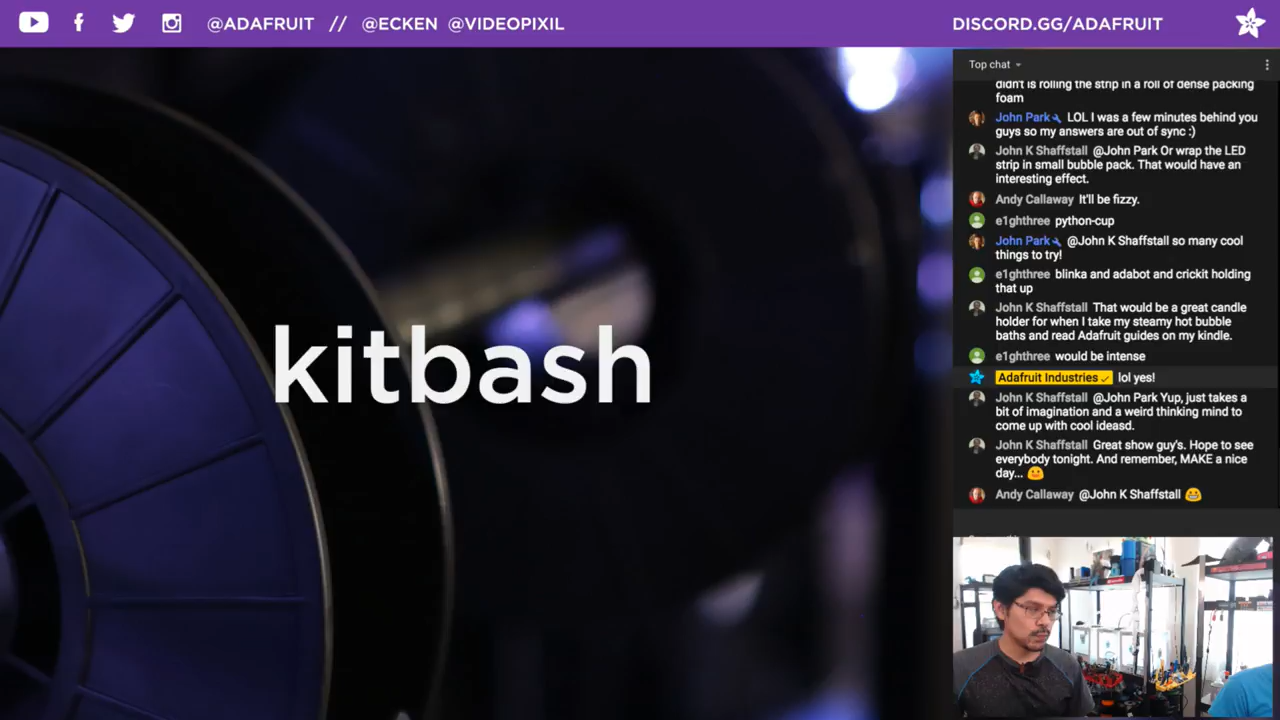 @ADAFRUIT // @ECKEN @VIDEOPIXIL
DISCORD.GG/ADAFRUIT
kitbash
Top chat
didn't is rolling the strip in a roll of dense packing
foam
John Park LOL I was a few minutes behind you
guys so my answers are out of sync :)
John K Shaffstall @John Park Or wrap the LED
strip in small bubble pack. That would have an
interesting effect.
Andy Callaway It'll be fizzy.
e1ghthree python-cup
John Park @John K Shaffstall so many cool
things to try!
e1ghthree blinka and adabot and crickit holding
that up
John K Shaffstall That would be a great candle
holder for when I take my steamy hot bubble
baths and read Adafruit guides on my kindle.
e1ghthree would be intense
Adafruit Industries lol yes!
John K Shaffstall @John Park Yup, just takes a
bit of imagination and a weird thinking mind to
come up with cool ideasd.
John K Shaffstall Great show guy's. Hope to see
everybody tonight. And remember, MAKE a nice
day...
Andy Callaway @John K Shaffstall